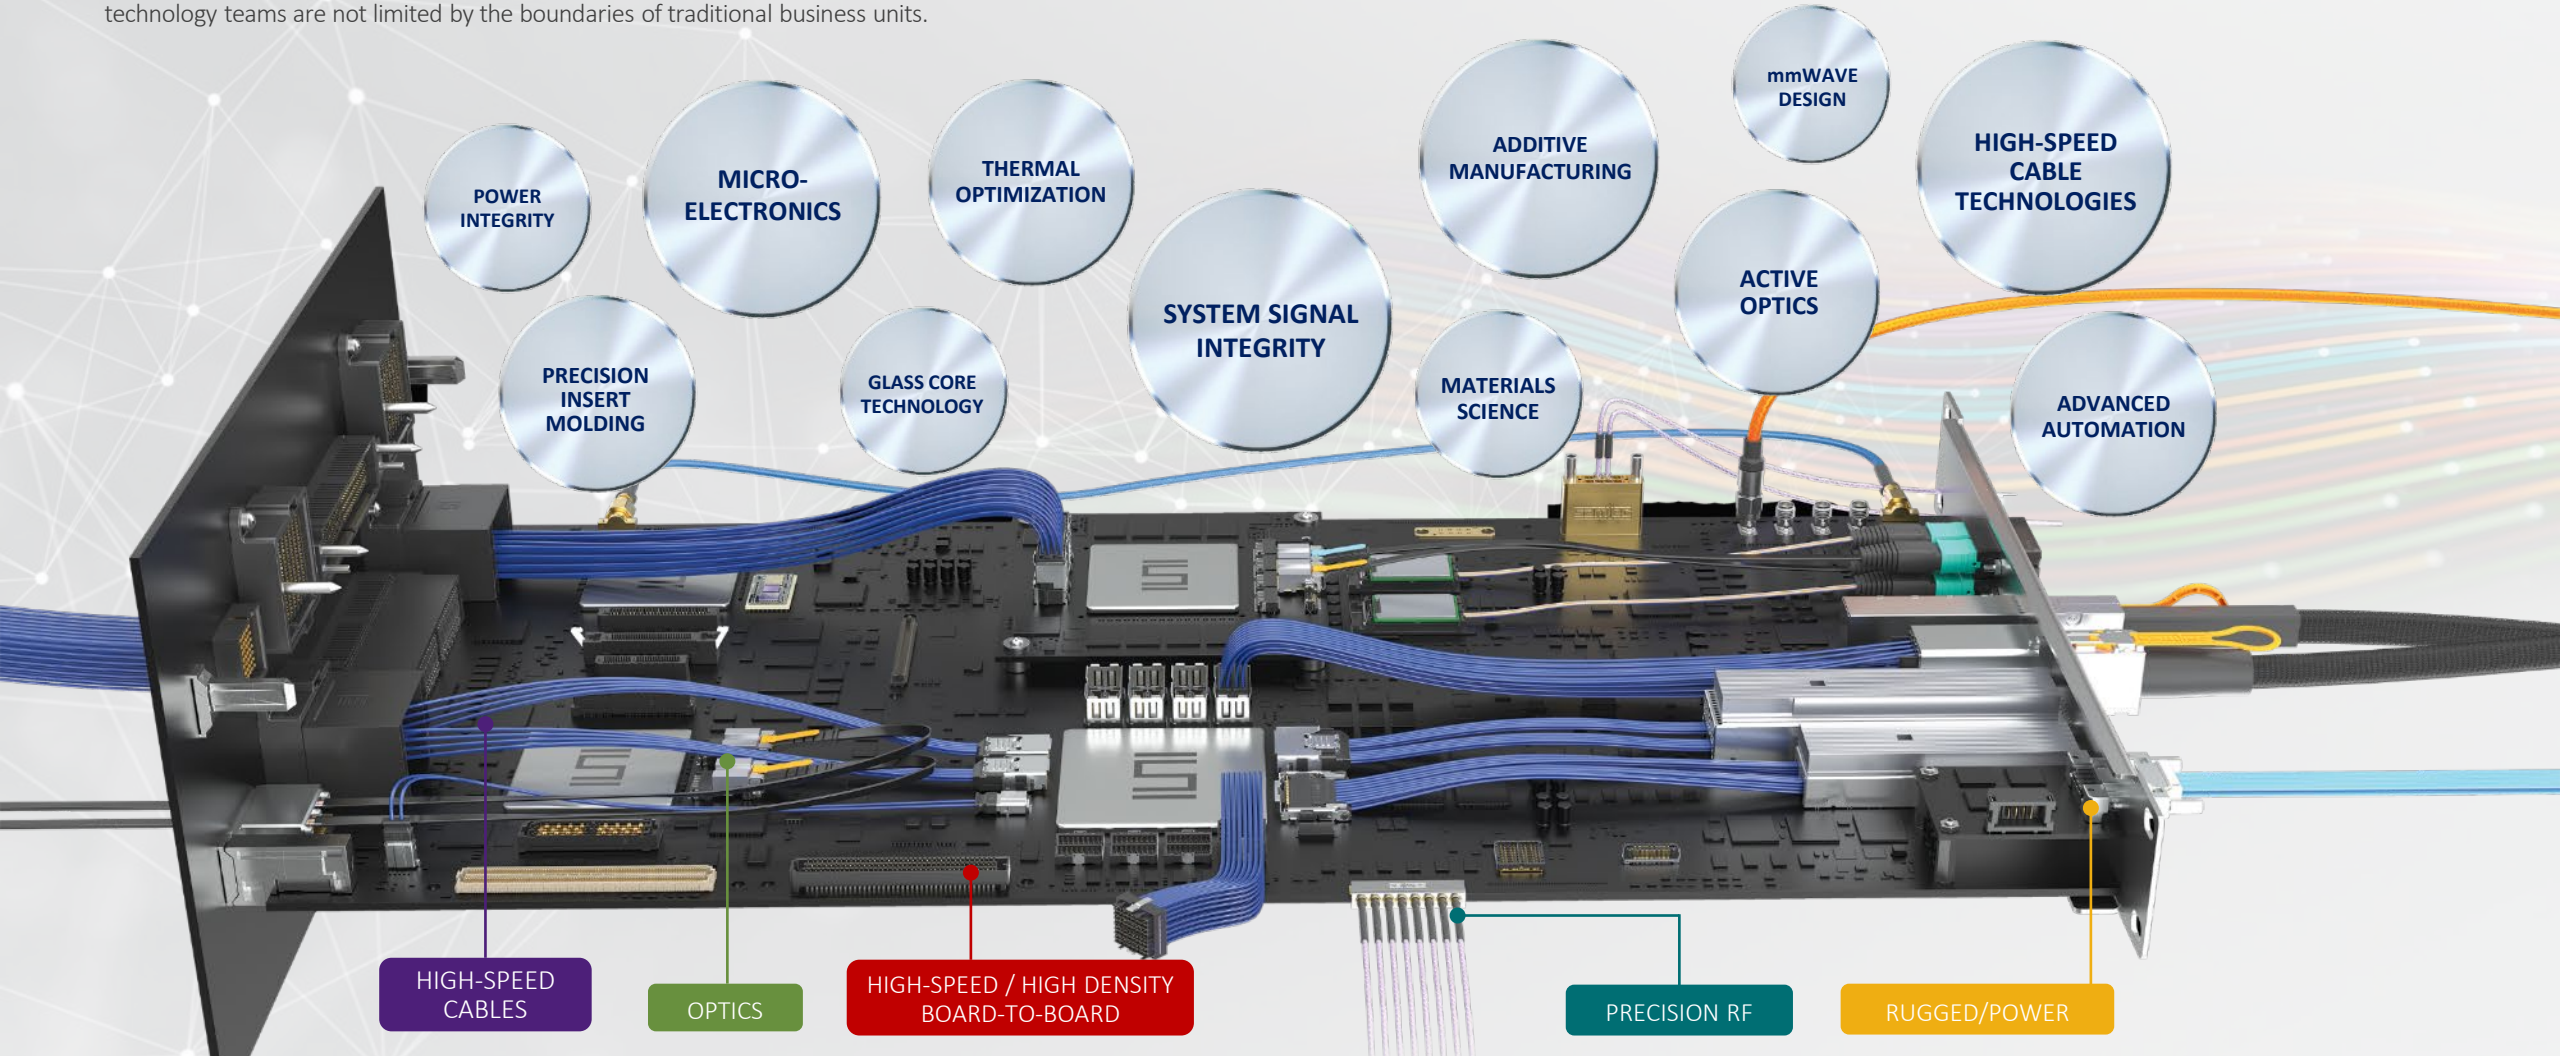 technology teams are not limited by the boundaries of traditional business units.
POWER
INTEGRITY
MICRO-
ELECTRONICS
THERMAL
OPTIMIZATION
PRECISION
INSERT
MOLDING
GLASS CORE
TECHNOLOGY
SYSTEM SIGNAL
INTEGRITY
ADDITIVE
MANUFACTURING
mmWAVE
DESIGN
HIGH-SPEED
CABLE
TECHNOLOGIES
ACTIVE
OPTICS
MATERIALS
SCIENCE
ADVANCED
AUTOMATION
HIGH-SPEED
CABLES
OPTICS
HIGH-SPEED / HIGH DENSITY
BOARD-TO-BOARD
PRECISION RF
RUGGED/POWER